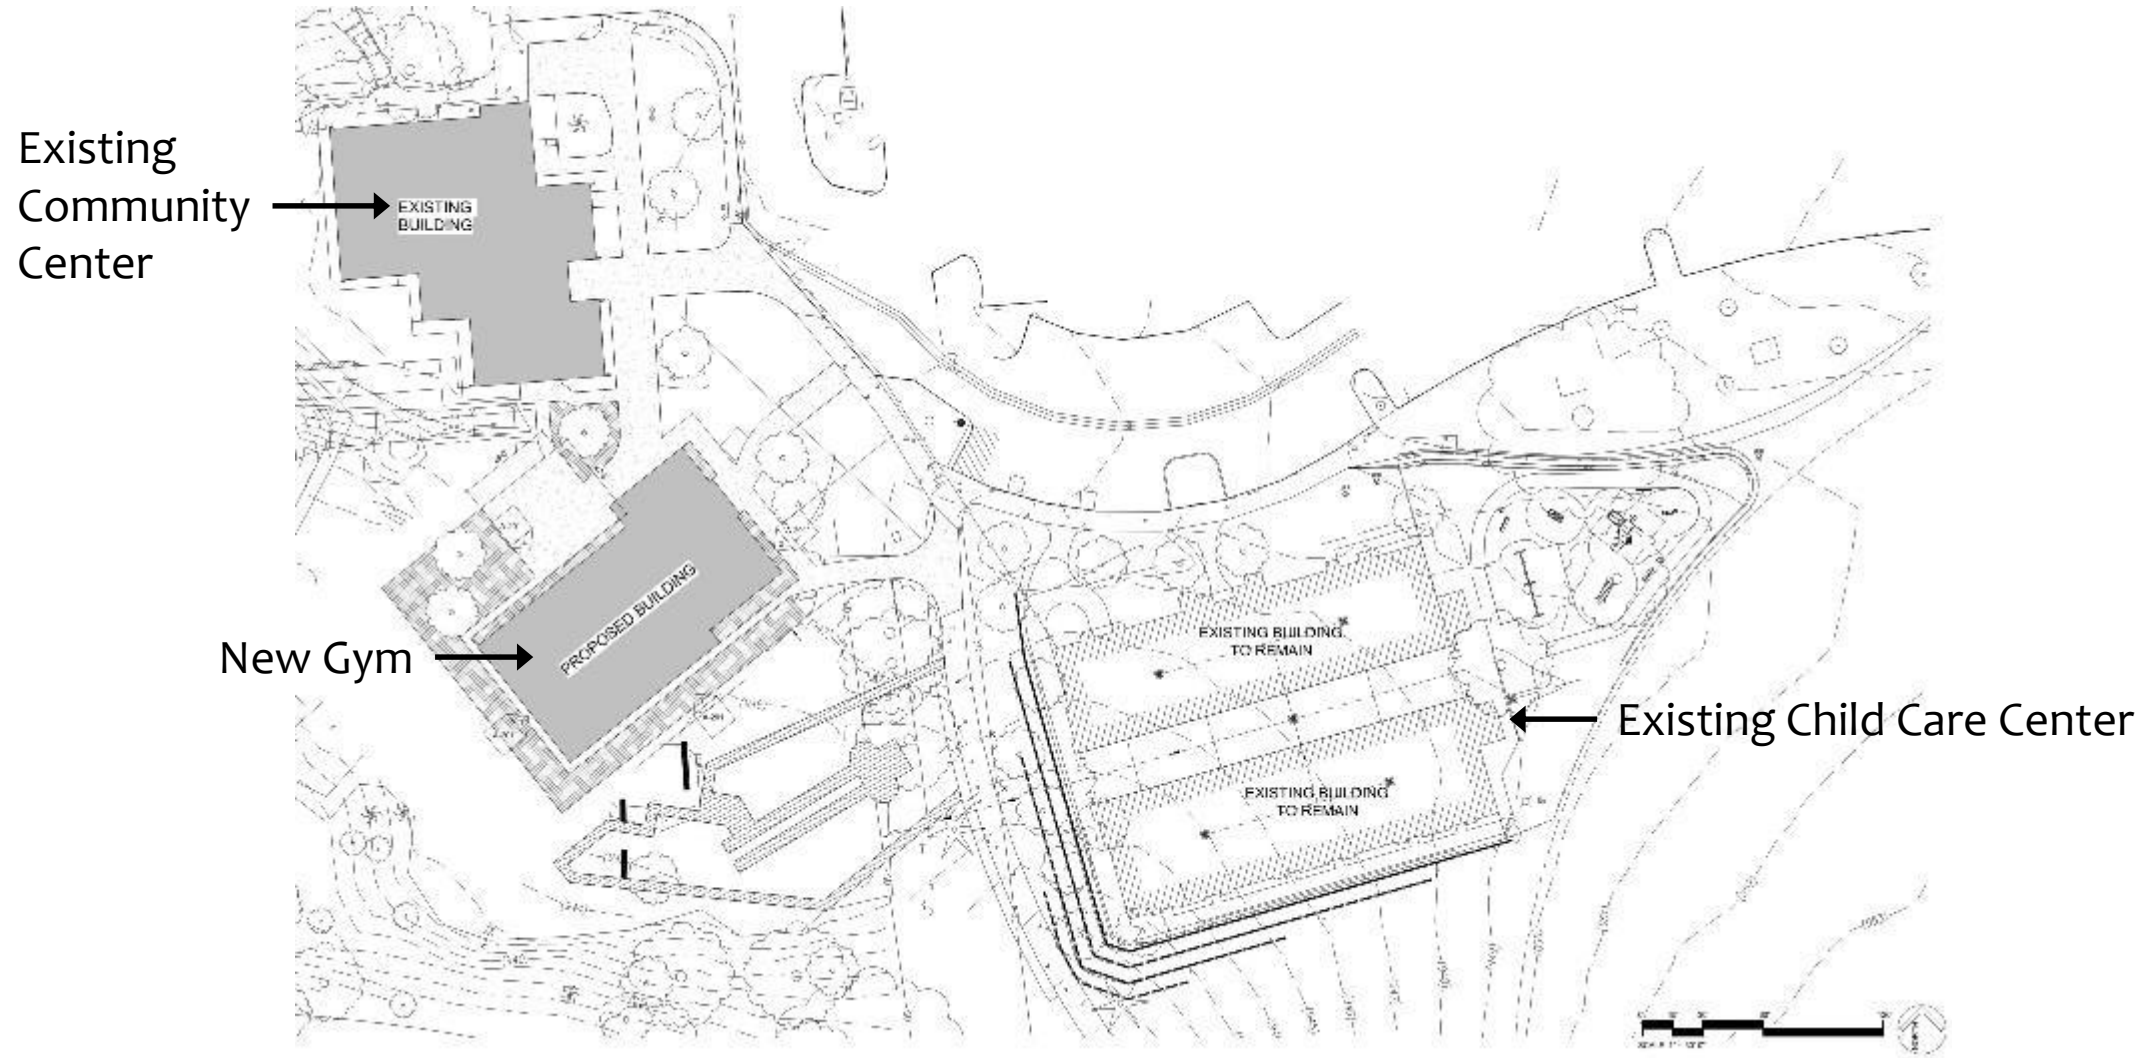 Existing
Community
Center
EXISTING
BUILDING
New Gym
PROPOSED BUILDING
EXISTING BUILDING
TO REMAIN
Existing Child Care Center
EXISTING BUILDING
TO REMAIN